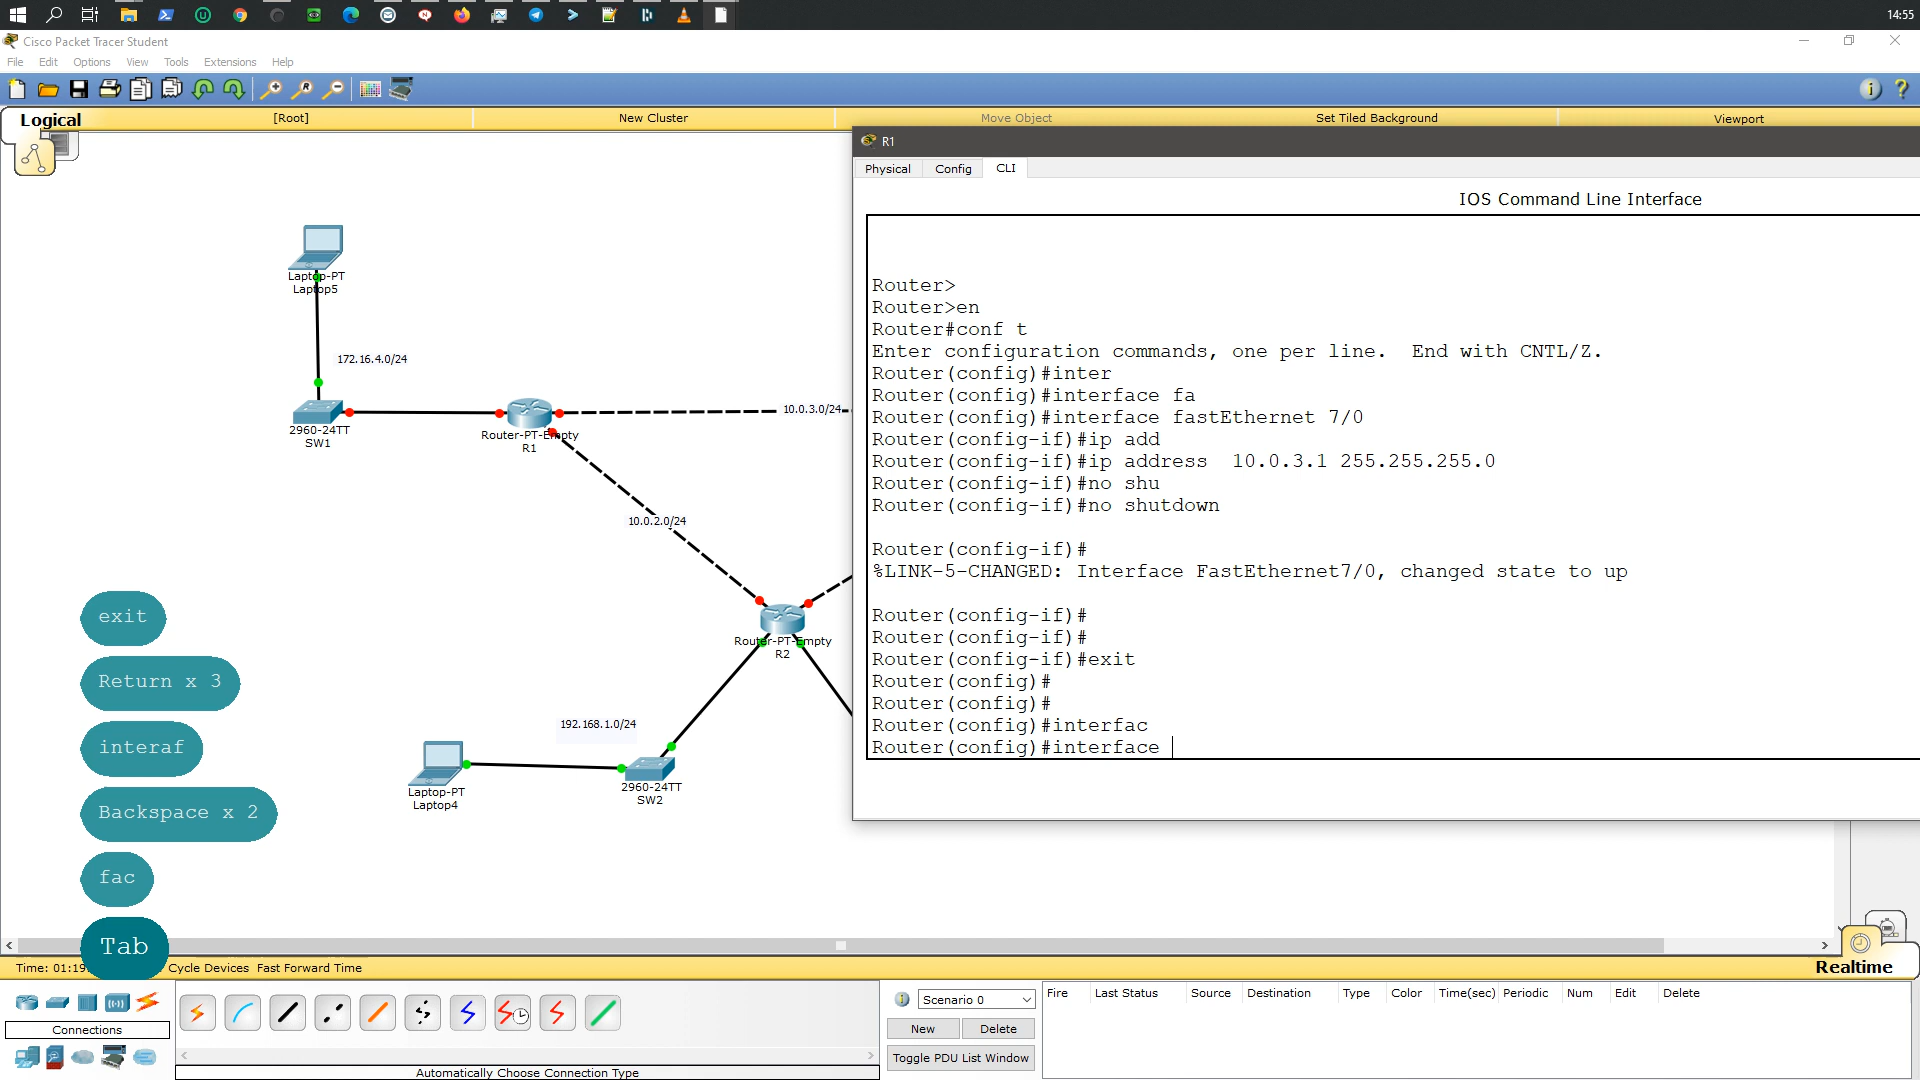 14:55
Cisco Packet Tracer Student
File Edit Options View Tools Extensions Help
Logical
[Root]
New Cluster
Move Object
Set Tiled Background
Viewport
R1
Physical Config CLI
IOS Command Line Interface
Router>
Router>en
Router#conf t
Enter configuration commands, one per line.  End with CNTL/Z.
Router(config)#inter
Router(config)#interface fa
Router(config)#interface fastEthernet 7/0
Router(config-if)#ip add
Router(config-if)#ip address  10.0.3.1 255.255.255.0
Router(config-if)#no shu
Router(config-if)#no shutdown
Router(config-if)#
%LINK-5-CHANGED: Interface FastEthernet7/0, changed state to up
Router(config-if)#
Router(config-if)#
Router(config-if)#exit
Router(config)#
Router(config)#
Router(config)#interfac
Router(config)#interface
Laptop-PT
Laptop5
172.16.4.0/24
2960-24TT
SW1
Router-PT-Empty
R1
10.0.3.0/24
10.0.2.0/24
Router-PT-Empty
R2
192.168.1.0/24
Laptop-PT
Laptop4
2960-24TT
SW2
exit
Return x 3
interaf
Backspace x 2
fac
Tab
Time: 01:19
Cycle Devices Fast Forward Time
Realtime
Connections
Automatically Choose Connection Type
Scenario 0
New
Delete
Toggle PDU List Window
Fire Last Status Source Destination Type Color Time(sec) Periodic Num Edit Delete